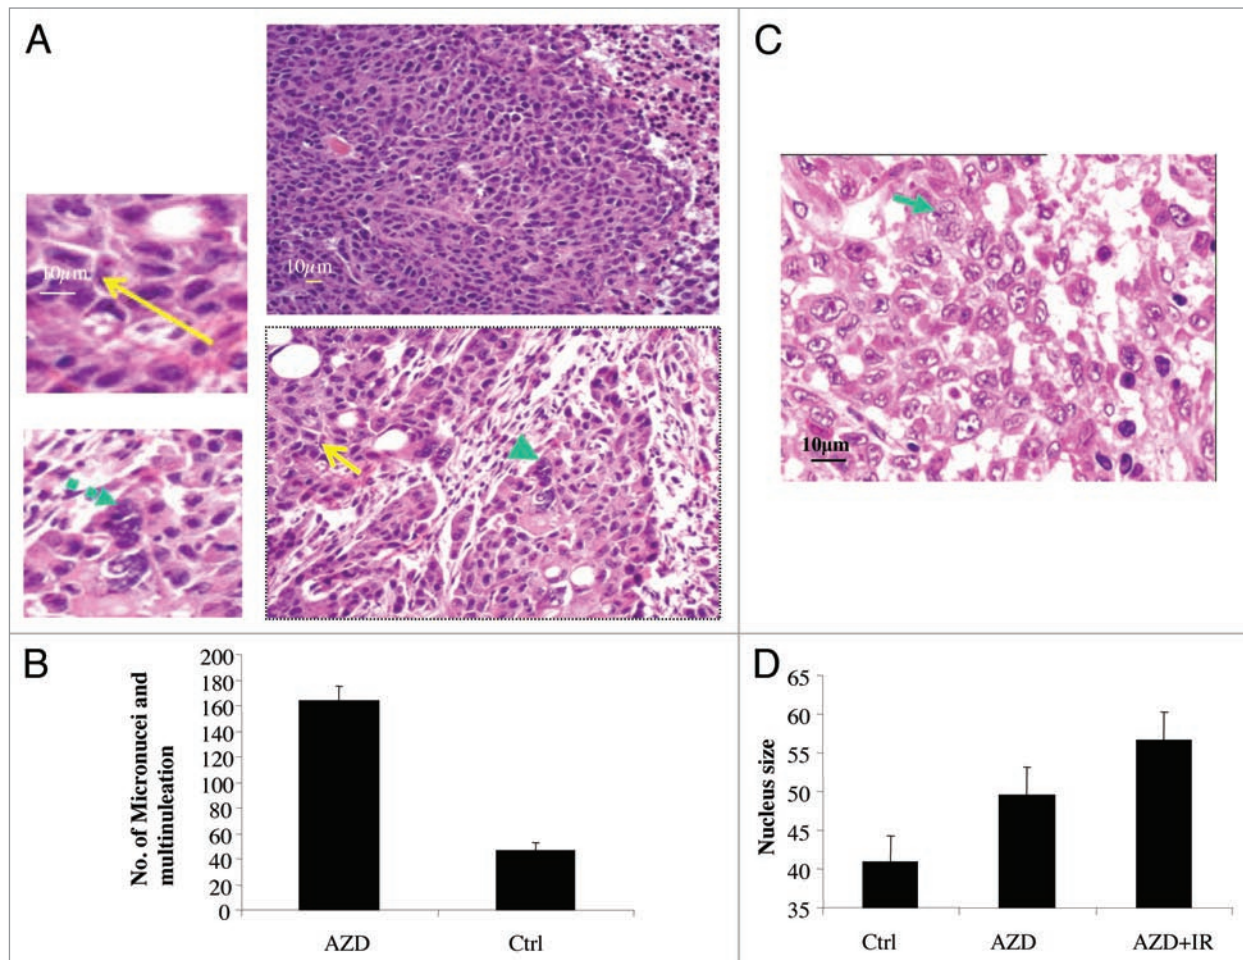 A
10μm
10μm
C
10μm
B
No. of Micronucei and
multinuleation
200
180
160
140
120
100
80
60
40
20
0
AZD
Ctrl
D
Nucleus size
65
60
55
50
45
40
35
Ctrl
AZD
AZD+IR